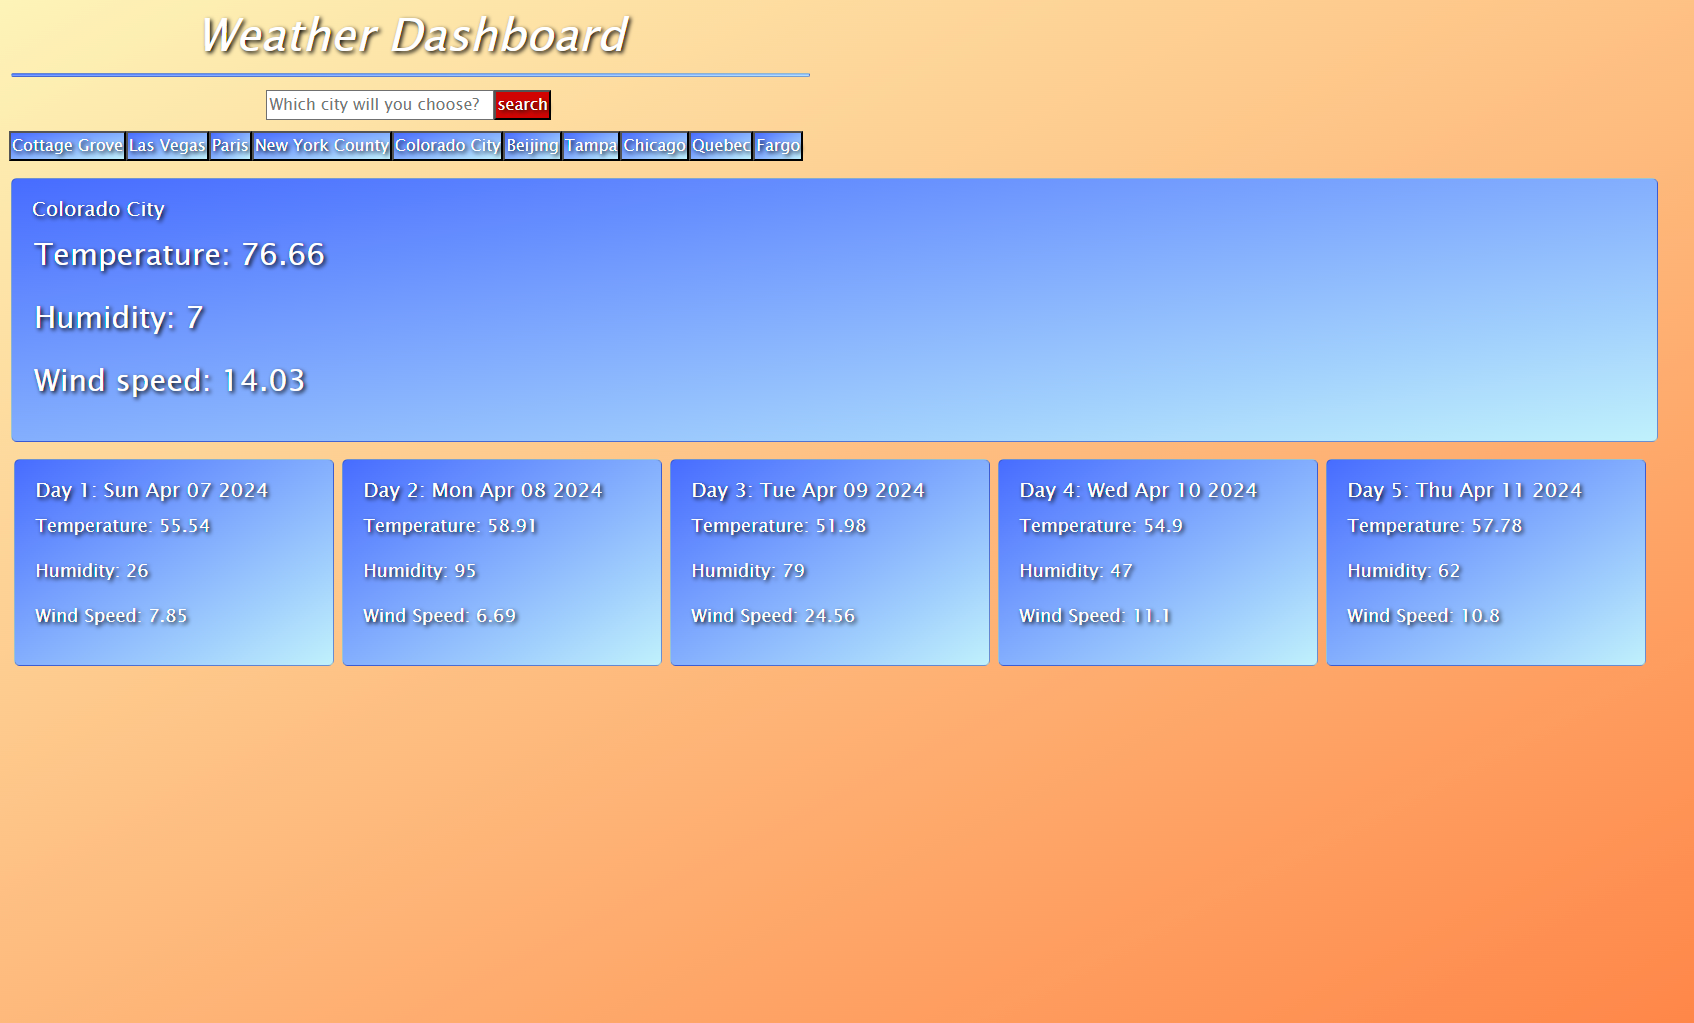 Weather Dashboard
Which city will you choose? search
Cottage Grove Las Vegas Paris New York County Colorado City Beijing Tampa Chicago Quebec Fargo
Colorado City
Temperature: 76.66
Humidity: 7
Wind speed: 14.03
Day 1: Sun Apr 07 2024
Temperature: 55.54
Humidity: 26
Wind Speed: 7.85
Day 2: Mon Apr 08 2024
Temperature: 58.91
Humidity: 95
Wind Speed: 6.69
Day 3: Tue Apr 09 2024
Temperature: 51.98
Humidity: 79
Wind Speed: 24.56
Day 4: Wed Apr 10 2024
Temperature: 54.9
Humidity: 47
Wind Speed: 11.1
Day 5: Thu Apr 11 2024
Temperature: 57.78
Humidity: 62
Wind Speed: 10.8